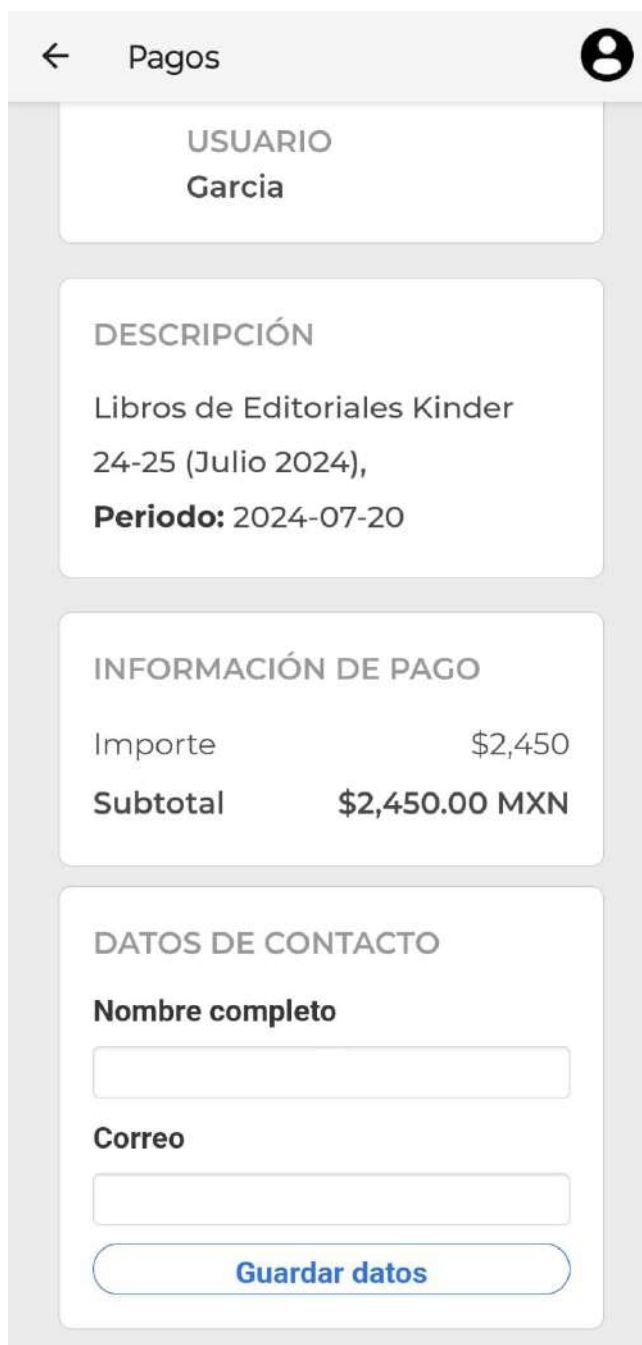 Pagos
USUARIO
Garcia
DESCRIPCIÓN
Libros de Editoriales Kinder
24-25 (Julio 2024),
Periodo: 2024-07-20
INFORMACIÓN DE PAGO
Importe $2,450
Subtotal $2,450.00 MXN
DATOS DE CONTACTO
Nombre completo
Correo
Guardar datos